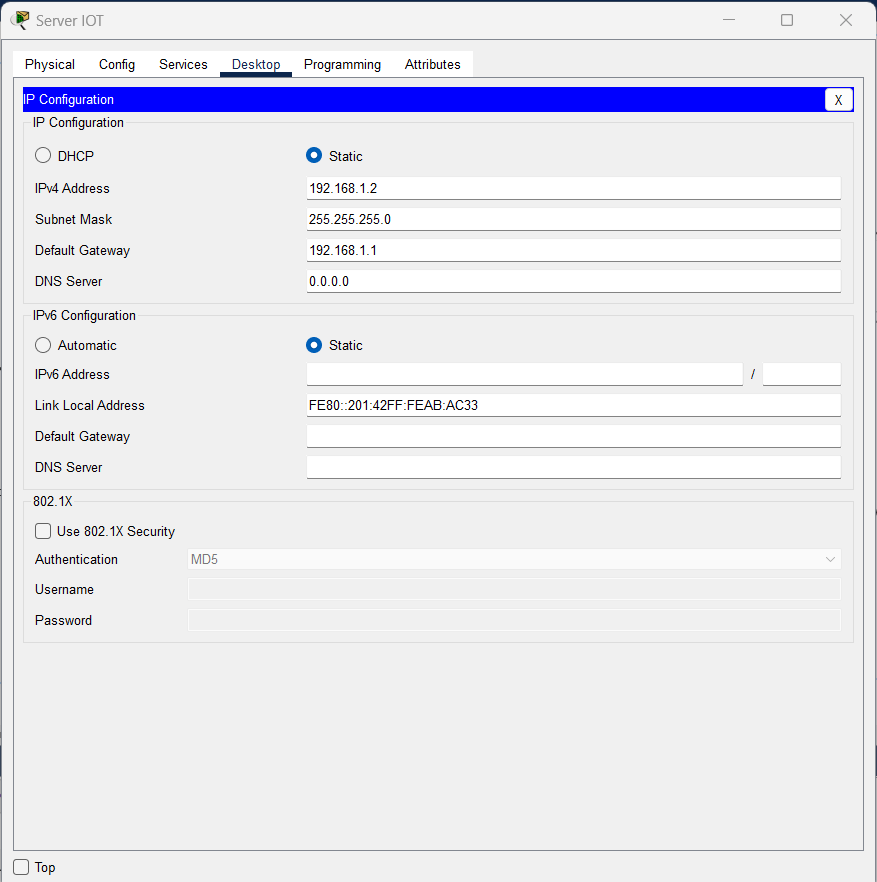 Server IOT
Physical Config Services Desktop Programming Attributes
IP Configuration X
IP Configuration
DHCP Static
IPv4 Address 192.168.1.2
Subnet Mask 255.255.255.0
Default Gateway 192.168.1.1
DNS Server 0.0.0.0
IPv6 Configuration
Automatic Static
IPv6 Address /
Link Local Address FE80::201:42FF:FEAB:AC33
Default Gateway
DNS Server
802.1X
Use 802.1X Security
Authentication MD5
Username
Password
Top